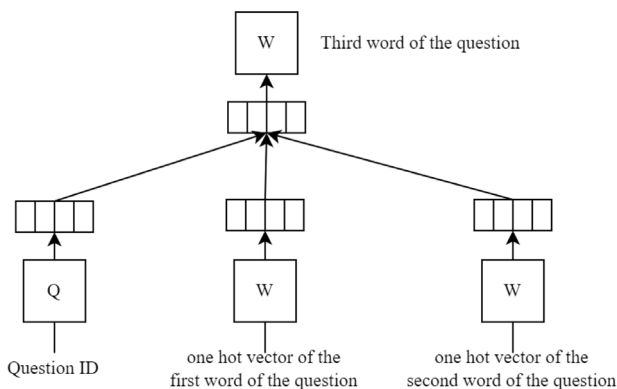 W
Third word of the question
Q
W
W
Question ID
one hot vector of the
first word of the question
one hot vector of the
second word of the question